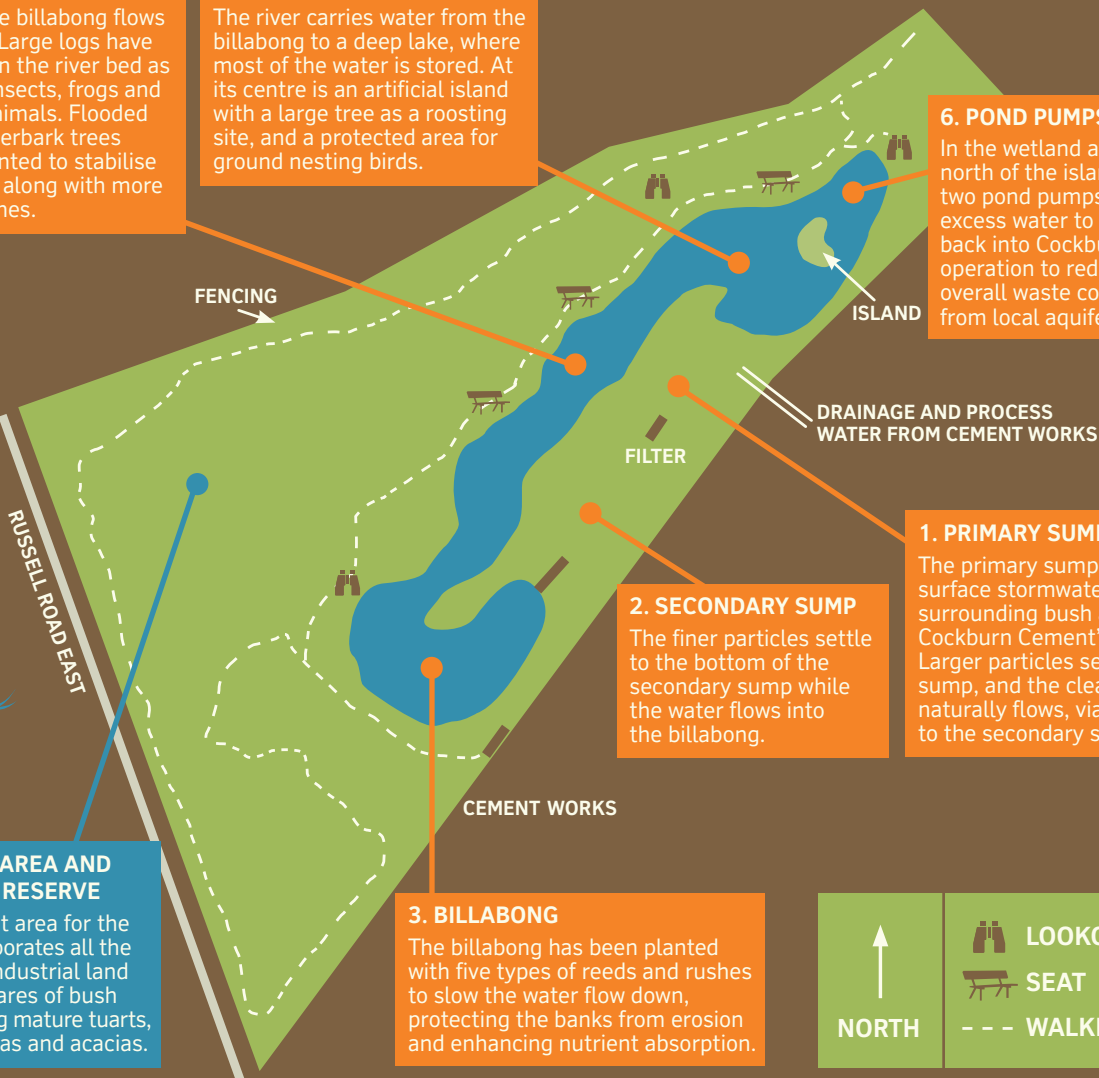 e billabong flows
Large logs have
n the river bed as
nsects, frogs and
nimals. Flooded
erbark trees
nted to stabilise
along with more
nes.
The river carries water from the
billabong to a deep lake, where
most of the water is stored. At
its centre is an artificial island
with a large tree as a roosting
site, and a protected area for
ground nesting birds.
6. POND PUMPS
In the wetland a
north of the islan
two pond pumps
excess water to
back into Cockbu
operation to red
overall waste co
from local aquife
FENCING
ISLAND
DRAINAGE AND PROCESS
WATER FROM CEMENT WORKS
FILTER
RUSSELL ROAD EAST
1. PRIMARY SUMP
The primary sump
surface stormwate
surrounding bush
Cockburn Cement'
Larger particles se
sump, and the clea
naturally flows, via
to the secondary s
2. SECONDARY SUMP
The finer particles settle
to the bottom of the
secondary sump while
the water flows into
the billabong.
CEMENT WORKS
AREA AND
RESERVE
t area for the
porates all the
ndustrial land
ares of bush
g mature tuarts,
as and acacias.
3. BILLABONG
The billabong has been planted
with five types of reeds and rushes
to slow the water flow down,
protecting the banks from erosion
and enhancing nutrient absorption.
NORTH
LOOKO
SEAT
WALK